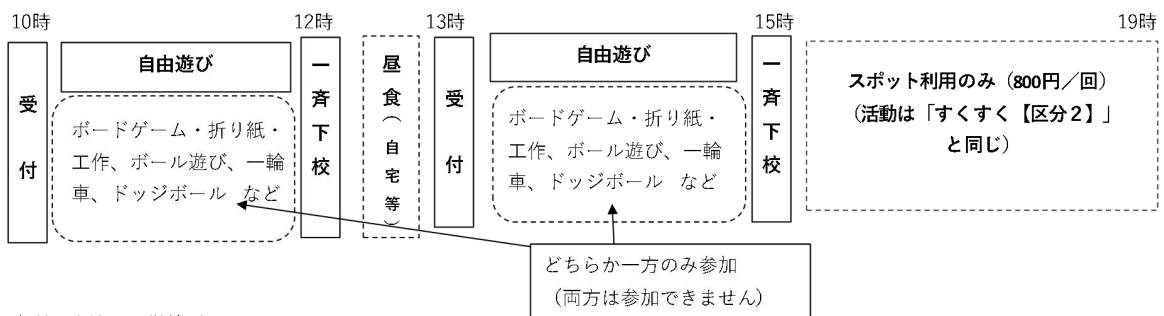 10時
12時
13時
15時
19時
受付
自由遊び
ボードゲーム・折り紙・
工作、ボール遊び、一輪
車、ドッジボール など
一斉下校
昼食(自宅等)
受付
自由遊び
ボードゲーム・折り紙・
工作、ボール遊び、一輪
車、ドッジボール など
一斉下校
スポット利用のみ（800円／回）
（活動は「すくすく【区分２】」
と同じ）
どちらか一方のみ参加
（両方は参加できません）